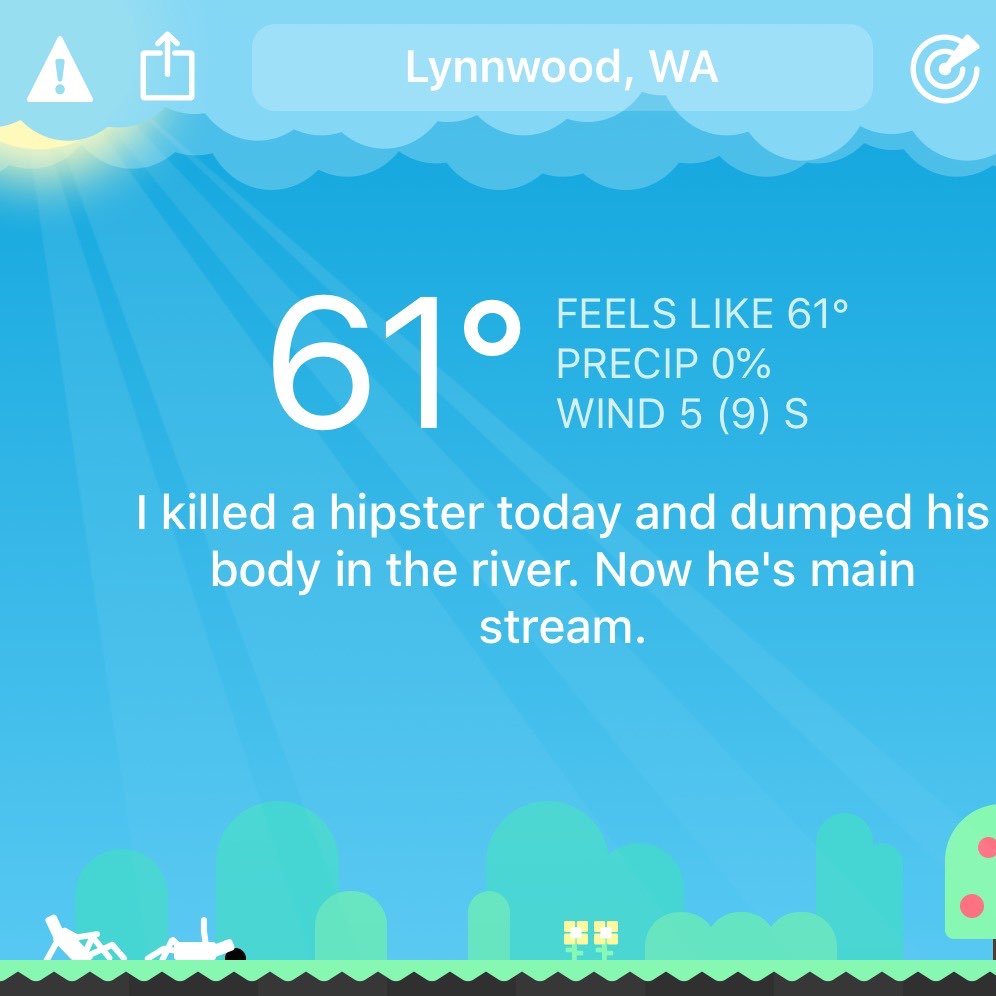 Lynnwood, WA
61°
FEELS LIKE 61°
PRECIP 0%
WIND 5 (9) S
I killed a hipster today and dumped his
body in the river. Now he's main
stream.